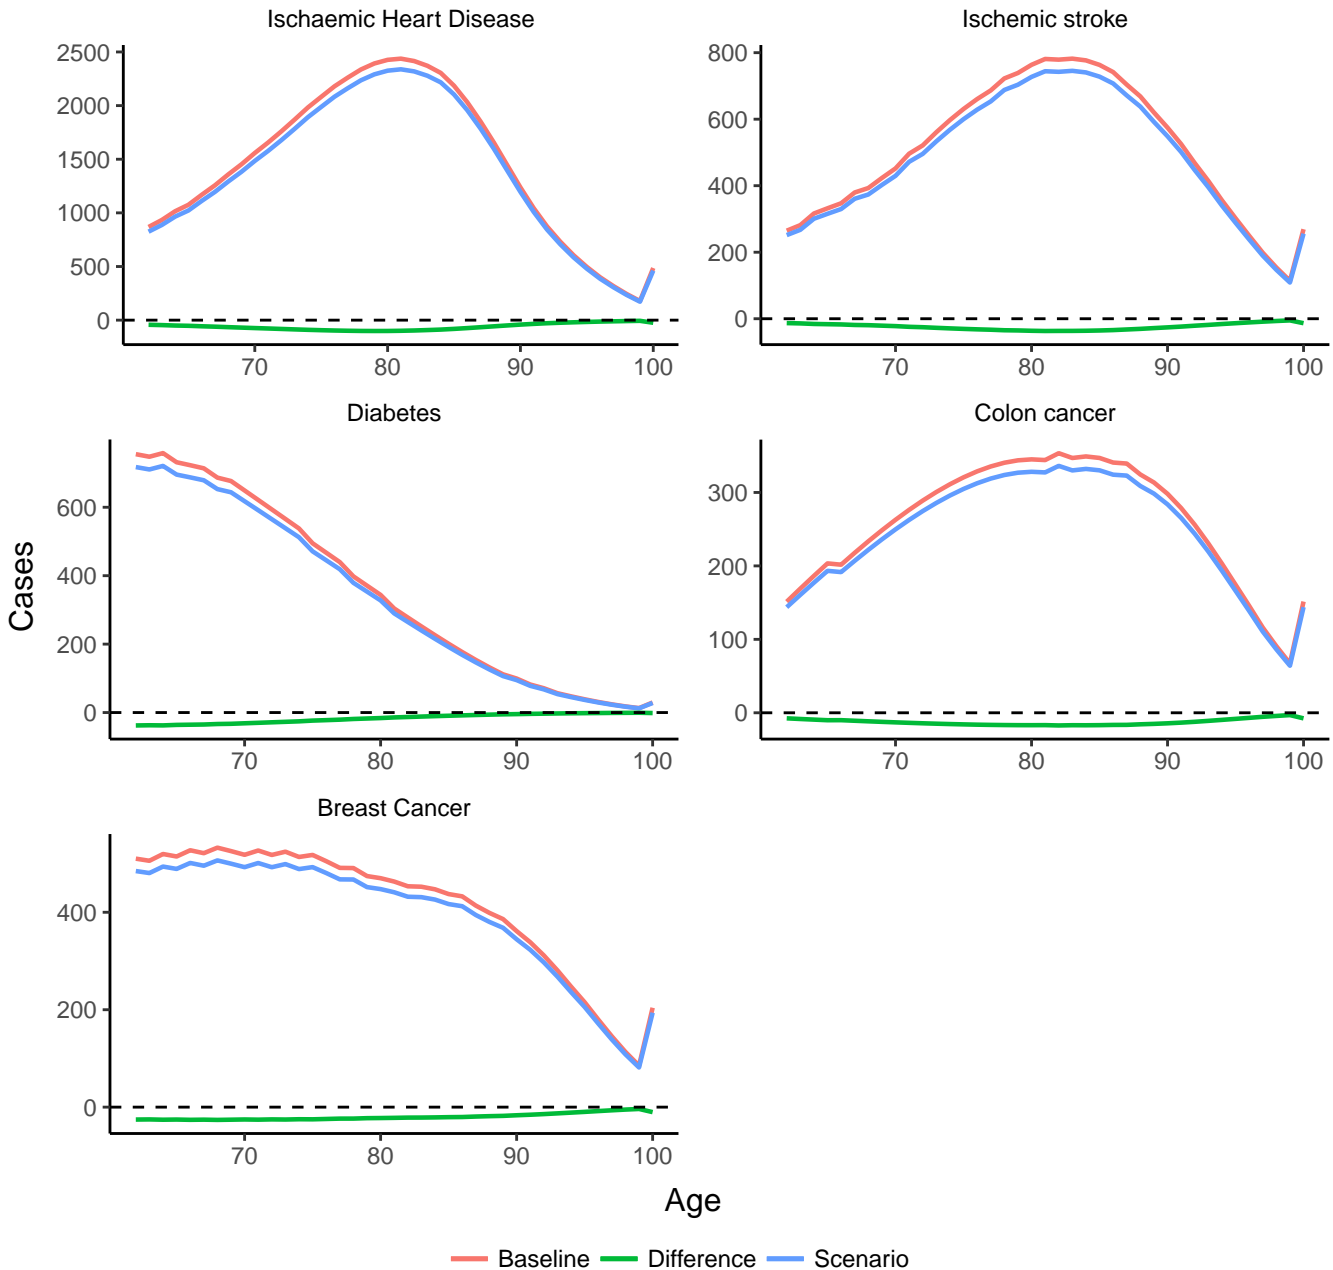 Ischaemic Heart Disease
2500
2000
1500
1000
500
0
70 80 90 100
Ischemic stroke
800
600
400
200
0
70 80 90 100
Diabetes
600
400
200
0
70 80 90 100
Colon cancer
300
200
100
0
70 80 90 100
Breast Cancer
400
200
0
70 80 90 100
Cases
Age
Baseline Difference Scenario